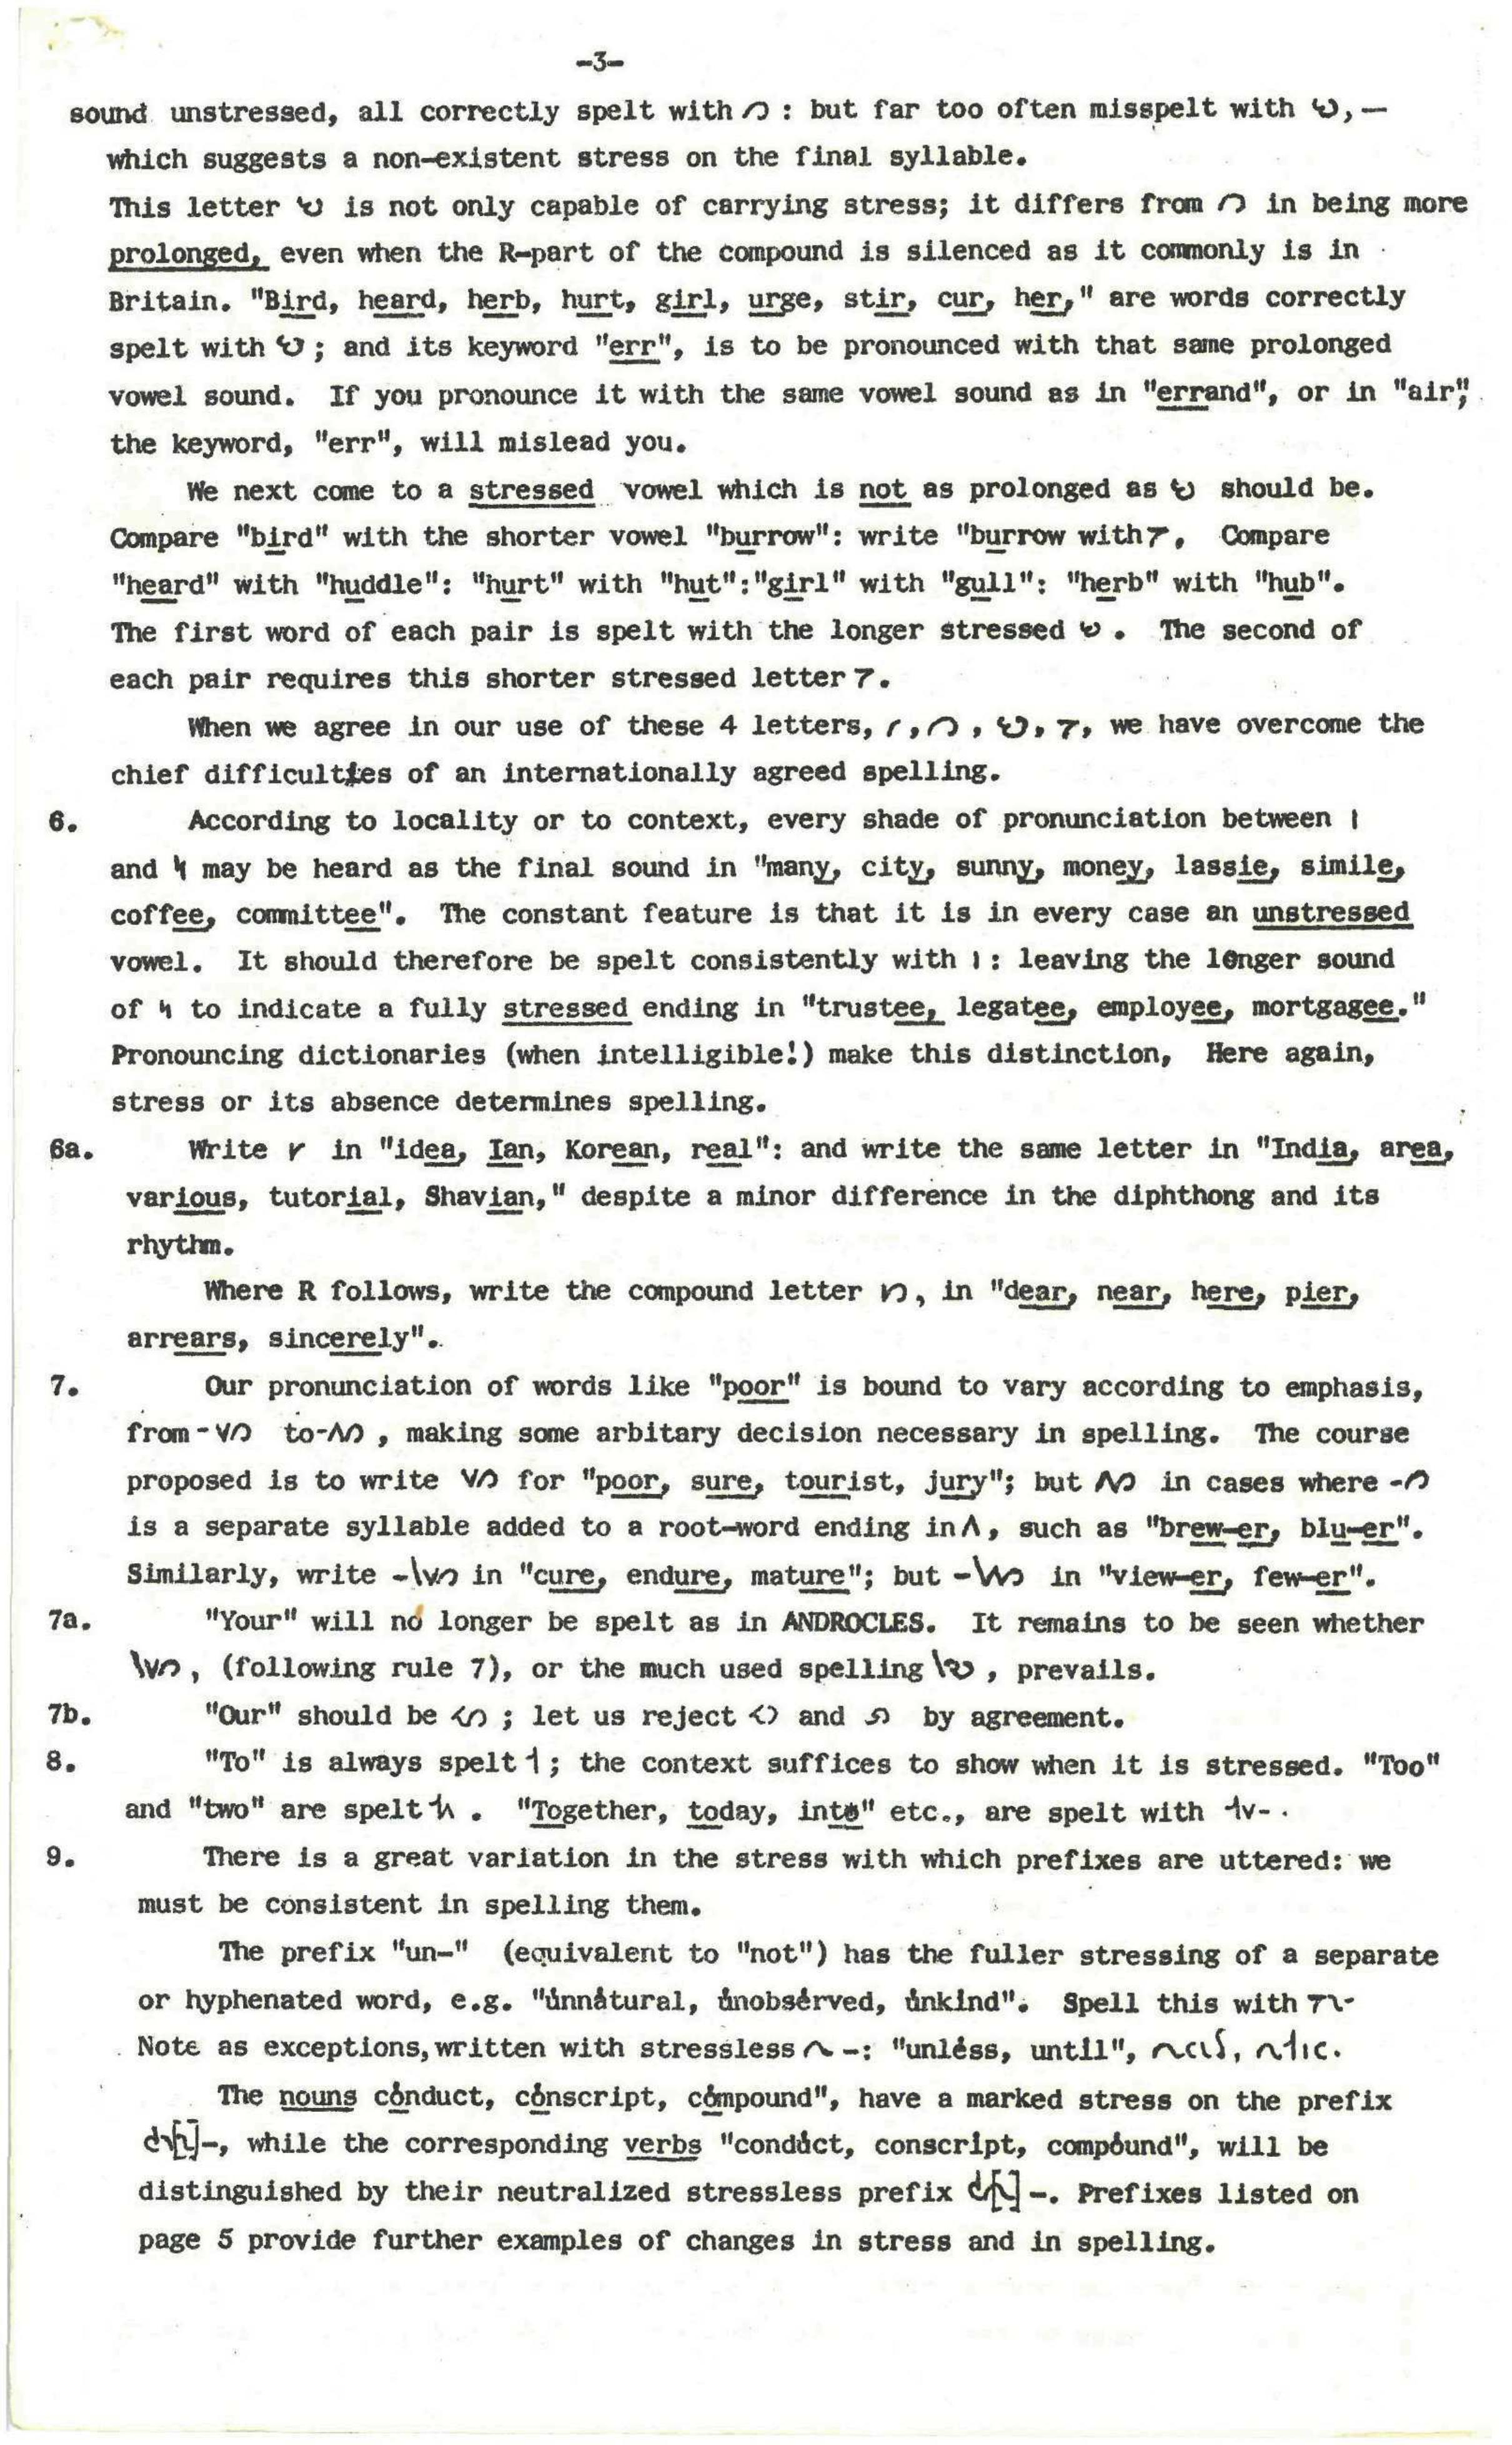 -3-
sound unstressed, all correctly spelt with 𐑼 : but far too often misspelt with 𐑻, —
which suggests a non-existent stress on the final syllable.
This letter 𐑻 is not only capable of carrying stress; it differs from 𐑼 in being more
prolonged, even when the R-part of the compound is silenced as it commonly is in
Britain. "Bird, heard, herb, hurt, girl, urge, stir, cur, her," are words correctly
spelt with 𐑻 ; and its keyword "err", is to be pronounced with that same prolonged
vowel sound. If you pronounce it with the same vowel sound as in "errand", or in "air",
the keyword, "err", will mislead you.
We next come to a stressed vowel which is not as prolonged as 𐑻 should be.
Compare "bird" with the shorter vowel "burrow": write "burrow with 𐑳. Compare
"heard" with "huddle": "hurt" with "hut":"girl" with "gull": "herb" with "hub".
The first word of each pair is spelt with the longer stressed 𐑻 . The second of
each pair requires this shorter stressed letter 𐑳.
When we agree in our use of these 4 letters, 𐑩 , 𐑼 , 𐑻, 𐑳, we have overcome the
chief difficulties of an internationally agreed spelling.
6. According to locality or to context, every shade of pronunciation between 𐑦
and 𐑰 may be heard as the final sound in "many, city, sunny, money, lassie, simile,
coffee, committee". The constant feature is that it is in every case an unstressed
vowel. It should therefore be spelt consistently with 𐑦 : leaving the longer sound
of 𐑰 to indicate a fully stressed ending in "trustee, legatee, employee, mortgagee."
Pronouncing dictionaries (when intelligible!) make this distinction, Here again,
stress or its absence determines spelling.
6a. Write 𐑾 in "idea, Ian, Korean, real": and write the same letter in "India, area,
various, tutorial, Shavian," despite a minor difference in the diphthong and its
rhythm.
Where R follows, write the compound letter 𐑽 , in "dear, near, here, pier,
arrears, sincerely".
7. Our pronunciation of words like "poor" is bound to vary according to emphasis,
from -𐑫𐑼 to -𐑵𐑼 , making some arbitary decision necessary in spelling. The course
proposed is to write 𐑫𐑼 for "poor, sure, tourist, jury"; but 𐑵𐑼 in cases where -𐑼
is a separate syllable added to a root-word ending in 𐑵, such as "brew-er, blu-er".
Similarly, write -𐑘𐑫𐑼 in "cure, endure, mature"; but -𐑿𐑼 in "view-er, few-er".
7a. "Your" will no longer be spelt as in ANDROCLES. It remains to be seen whether
𐑘𐑫𐑼 , (following rule 7), or the much used spelling 𐑘𐑹 , prevails.
7b. "Our" should be 𐑬𐑼 ; let us reject 𐑬𐑮 and 𐑸 by agreement.
8. "To" is always spelt 𐑑 ; the context suffices to show when it is stressed. "Too"
and "two" are spelt 𐑑𐑵 . "Together, today, into" etc., are spelt with 𐑑𐑫- .
9. There is a great variation in the stress with which prefixes are uttered: we
must be consistent in spelling them.
The prefix "un-" (equivalent to "not") has the fuller stressing of a separate
or hyphenated word, e.g. "únnátural, únobsérved, únkínd". Spell this with 𐑳𐑯-
Note as exceptions, written with stressless 𐑩𐑯 -: "unléss, untíl", 𐑩𐑯𐑤𐑧𐑕, 𐑩𐑯𐑑𐑦𐑤.
The nouns cónduct, cónscript, cómpound", have a marked stress on the prefix
𐑒𐑪[𐑯]-, while the corresponding verbs "condúct, conscrípt, compóund", will be
distinguished by their neutralized stressless prefix 𐑒𐑩[𐑯] -. Prefixes listed on
page 5 provide further examples of changes in stress and in spelling.